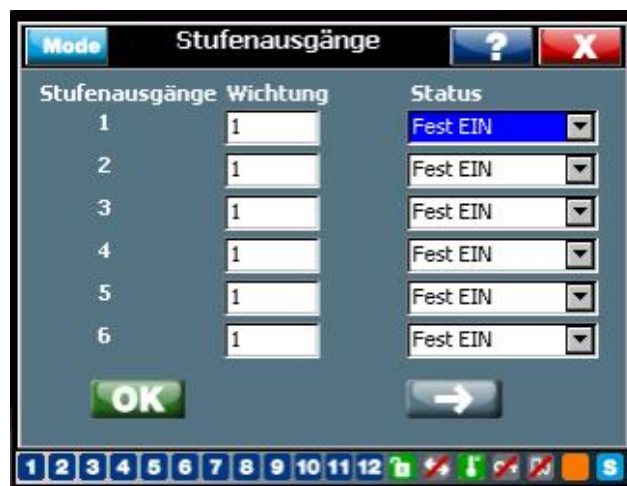 Mode Stufenausgänge ? X
Stufenausgänge Wichtung Status
1 1 Fest EIN
2 1 Fest EIN
3 1 Fest EIN
4 1 Fest EIN
5 1 Fest EIN
6 1 Fest EIN
OK
1 2 3 4 5 6 7 8 9 10 11 12 S